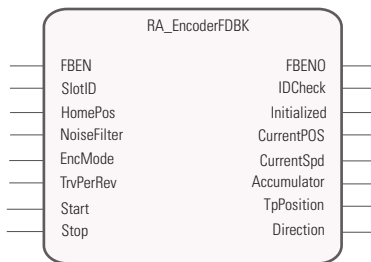 RA_EncoderFDBK
FBEN FBENO
SlotID IDCheck
HomePos Initialized
NoiseFilter CurrentPOS
EncMode CurrentSpd
TrvPerRev Accumulator
Start TpPosition
Stop Direction